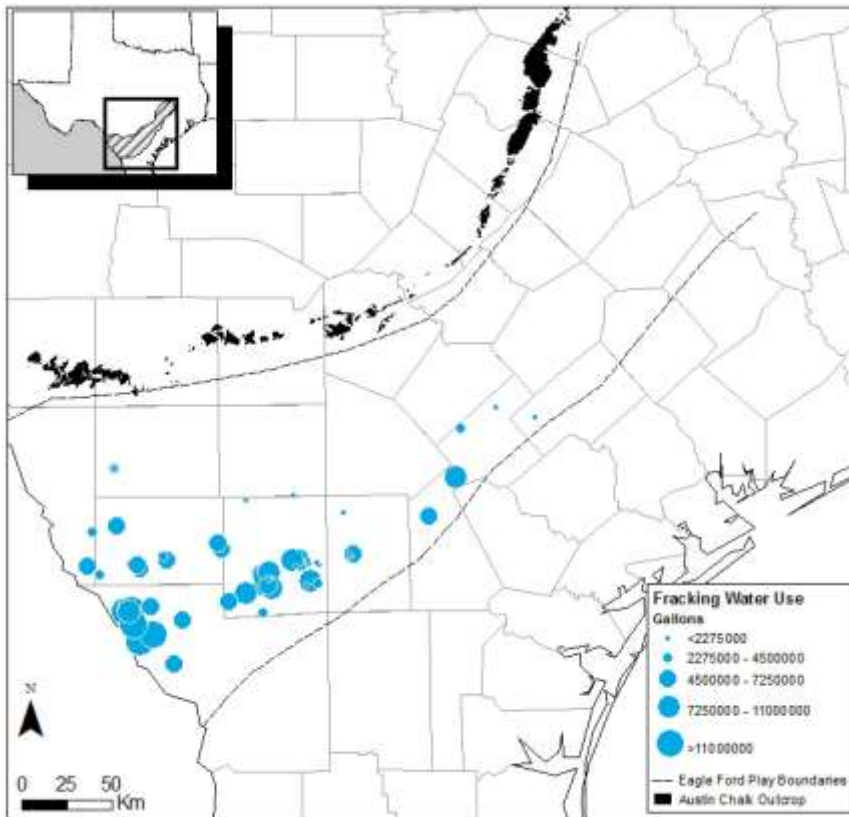 Fracking Water Use
Gallons
<2275000
2275000 - 4500000
4500000 - 7250000
7250000 - 11000000
>11000000
Eagle Ford Play Boundaries
Austin Chalk Outcrop
N
0 25 50
Km